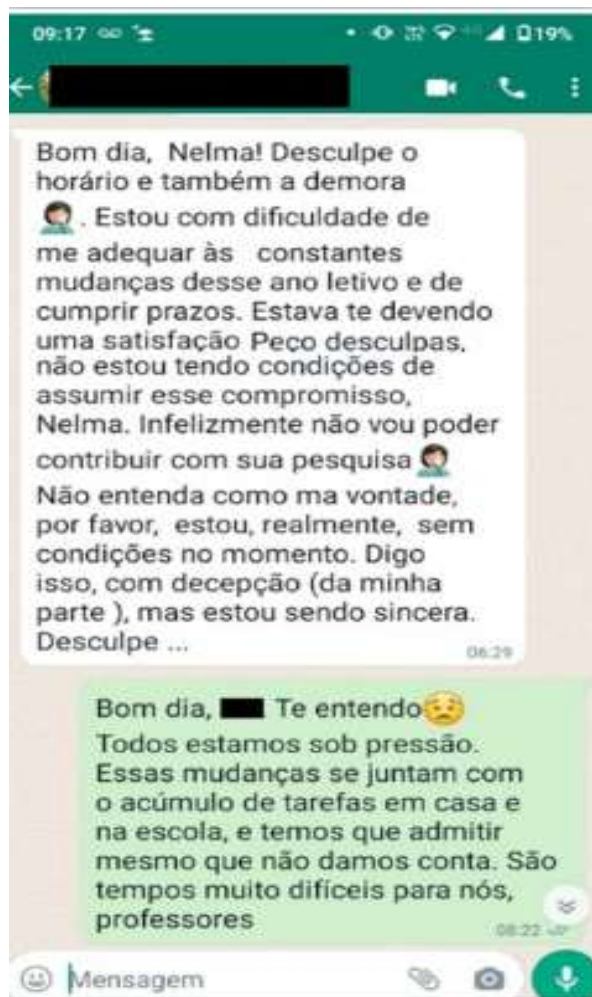 09:17
19%
Bom dia, Nelma! Desculpe o
horário e também a demora
🤦🏻‍♀️. Estou com dificuldade de
me adequar às constantes
mudanças desse ano letivo e de
cumprir prazos. Estava te devendo
uma satisfação Peço desculpas,
não estou tendo condições de
assumir esse compromisso,
Nelma. Infelizmente não vou poder
contribuir com sua pesquisa 🤦🏻‍♀️
Não entenda como ma vontade,
por favor, estou, realmente, sem
condições no momento. Digo
isso, com decepção (da minha
parte ), mas estou sendo sincera.
Desculpe ...
06:29
Bom dia, Te entendo😟
Todos estamos sob pressão.
Essas mudanças se juntam com
o acúmulo de tarefas em casa e
na escola, e temos que admitir
mesmo que não damos conta. São
tempos muito difíceis para nós,
professores
08:22
Mensagem